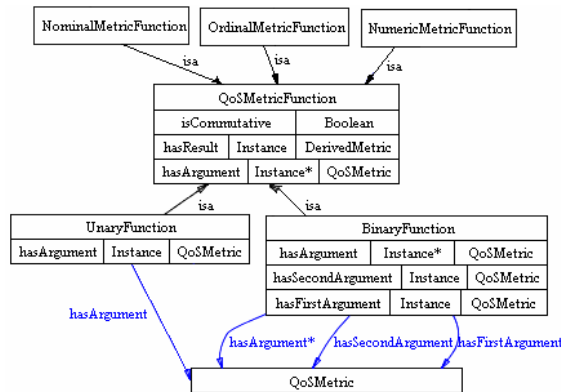 NominalMetricFunction
OrdinalMetricFunction
NumericMetricFunction
isa
isa
isa
QoSMetricFunction
isCommutative Boolean
hasResult Instance DerivedMetric
hasArgument Instance* QoSMetric
isa
isa
UnaryFunction
hasArgument Instance QoSMetric
BinaryFunction
hasArgument Instance* QoSMetric
hasSecondArgument Instance QoSMetric
hasFirstArgument Instance QoSMetric
hasArgument
hasArgument*
hasSecondArgument
hasFirstArgument
QoSMetric